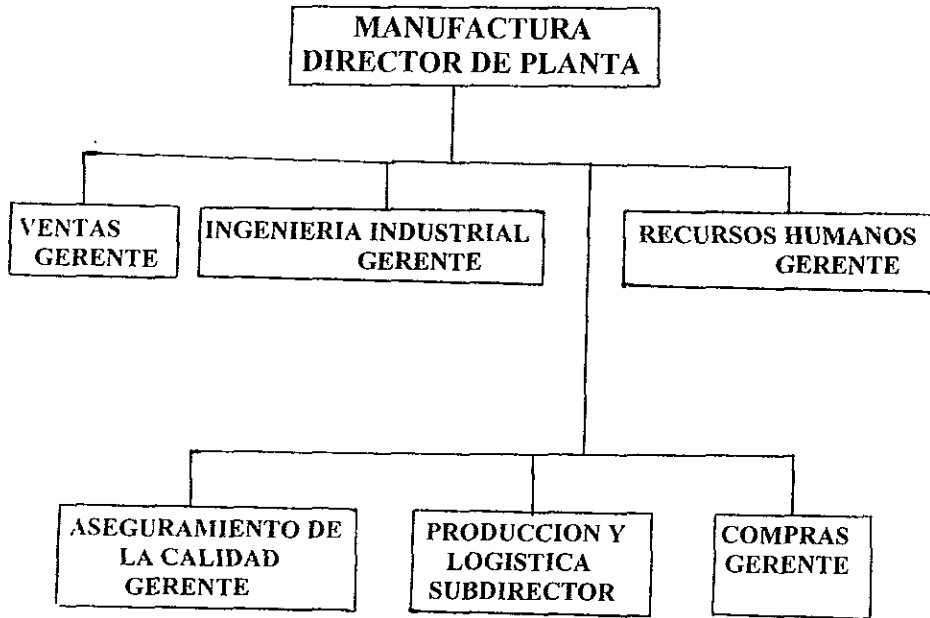 MANUFACTURA
DIRECTOR DE PLANTA
VENTAS
GERENTE
INGENIERIA INDUSTRIAL
GERENTE
RECURSOS HUMANOS
GERENTE
ASEGURAMIENTO DE
LA CALIDAD
GERENTE
PRODUCCION Y
LOGISTICA
SUBDIRECTOR
COMPRAS
GERENTE